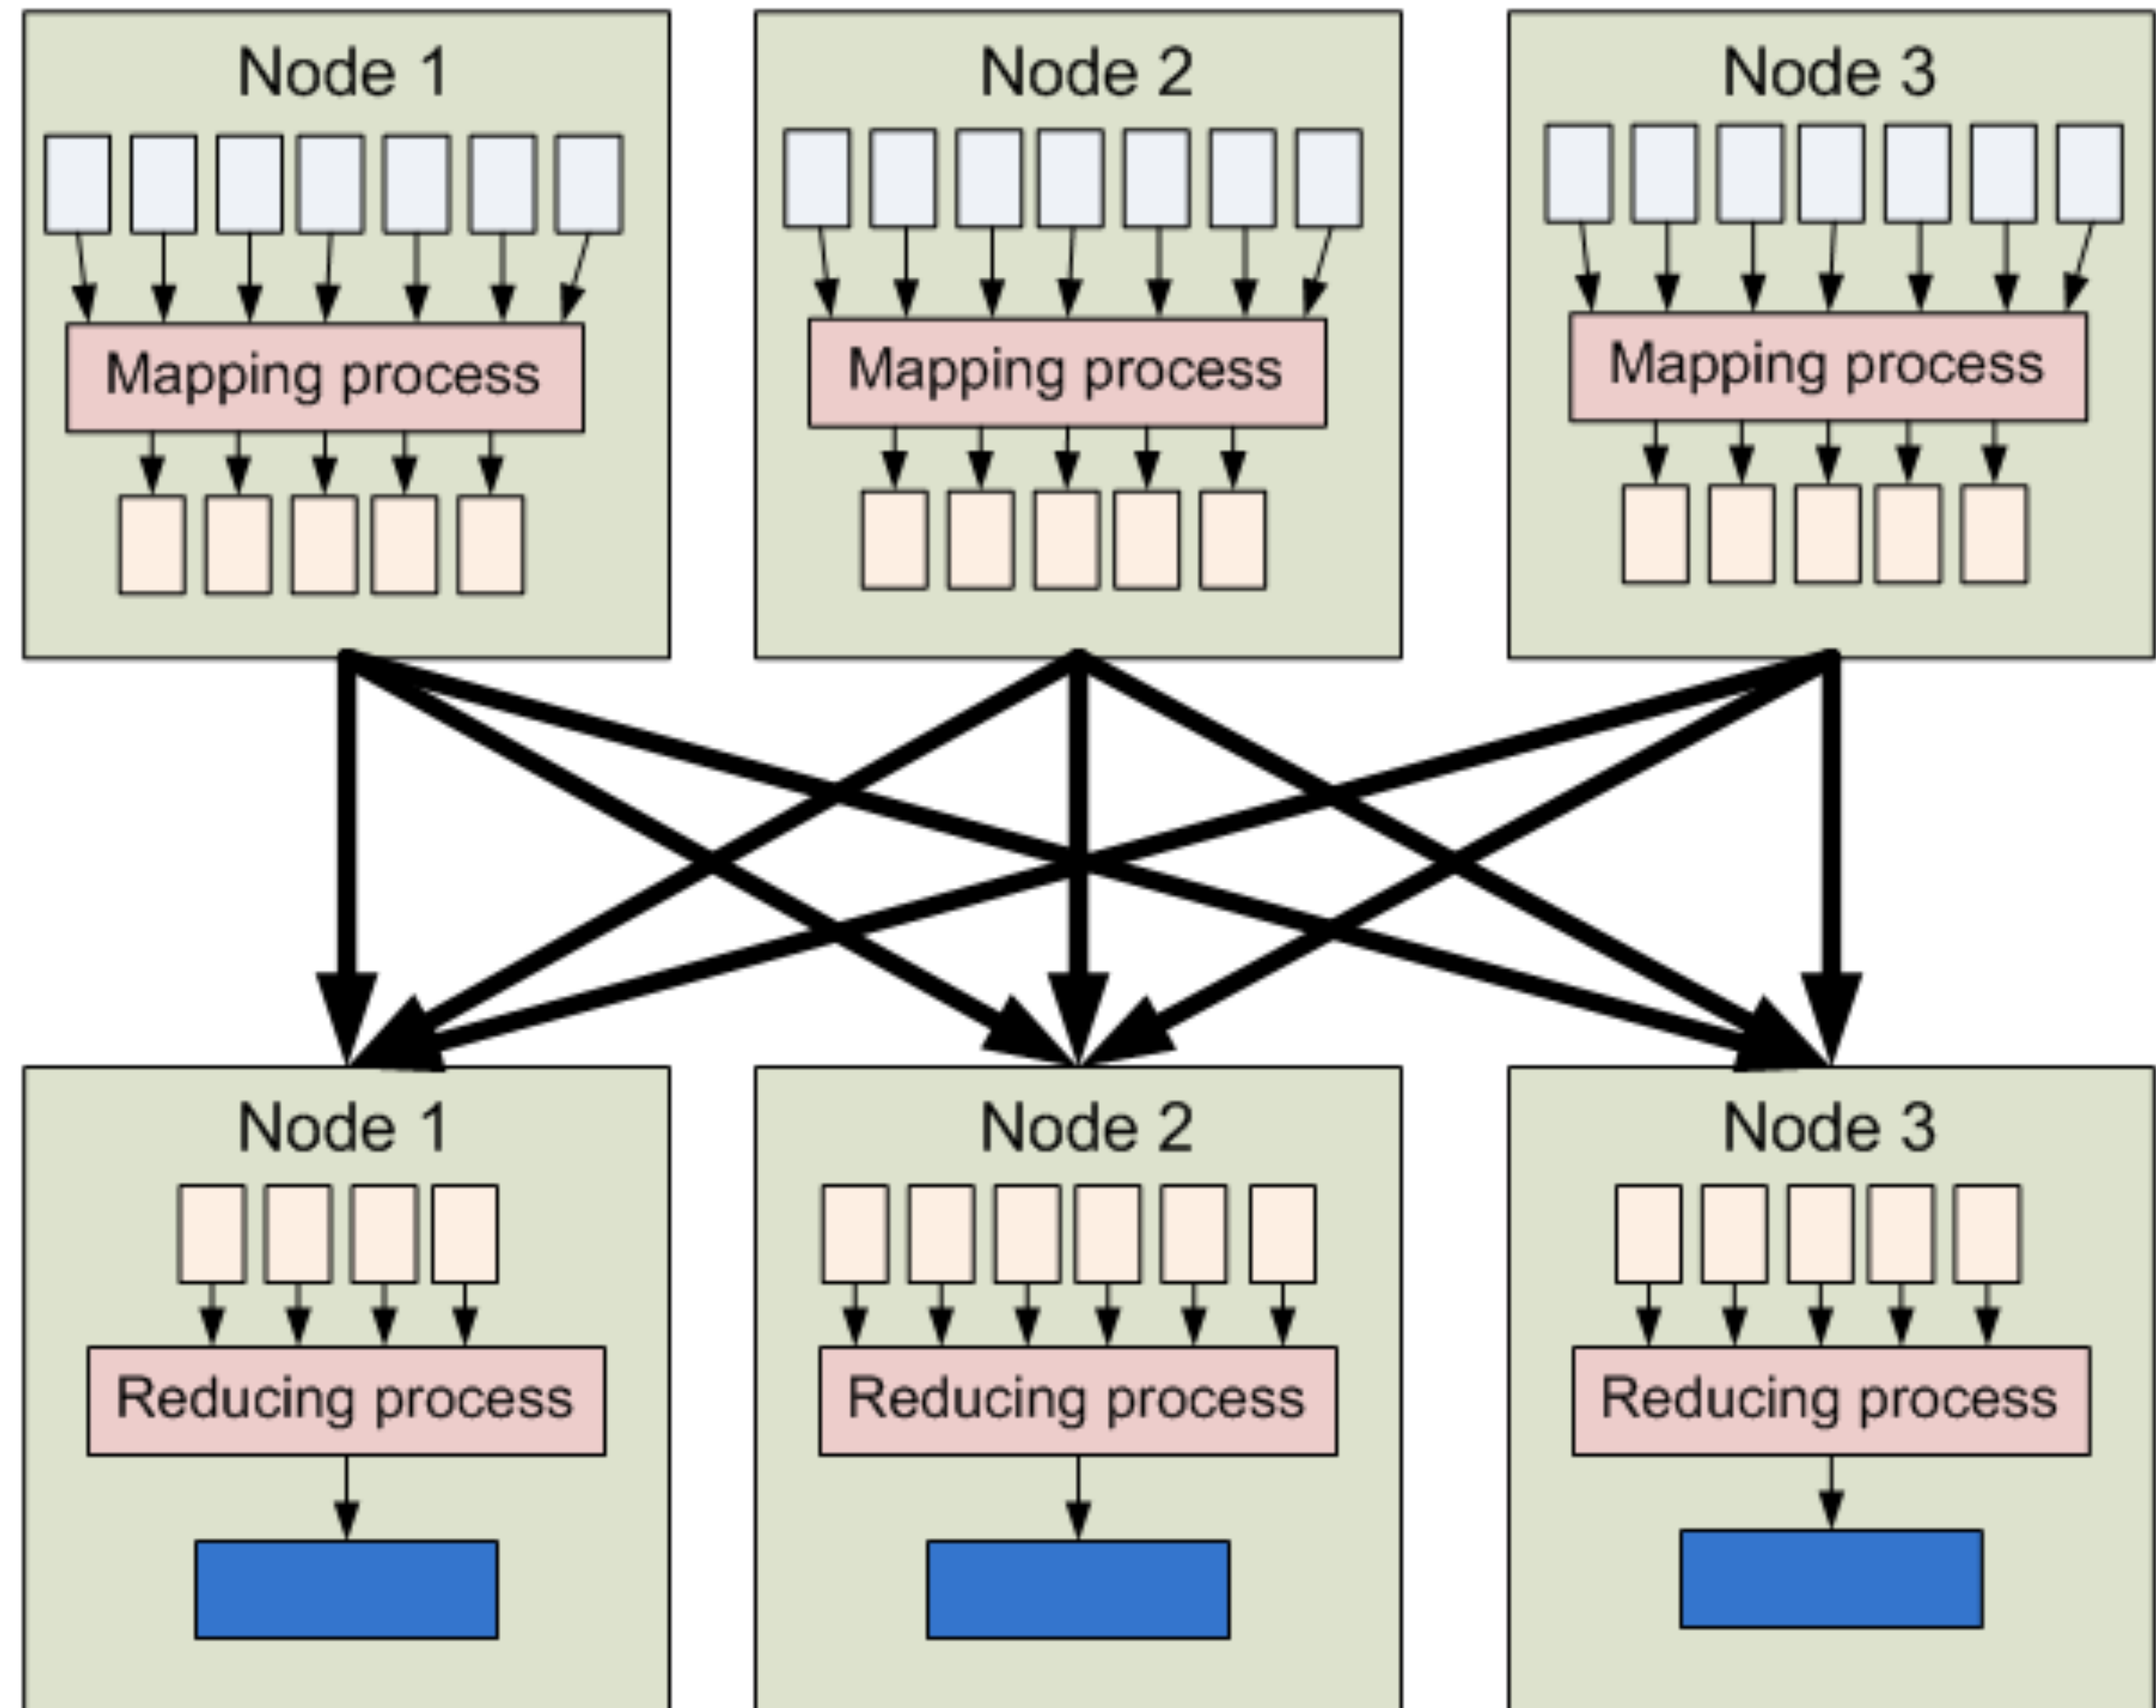 Node 1
Node 2
Node 3
Mapping process
Mapping process
Mapping process
Node 1
Node 2
Node 3
Reducing process
Reducing process
Reducing process